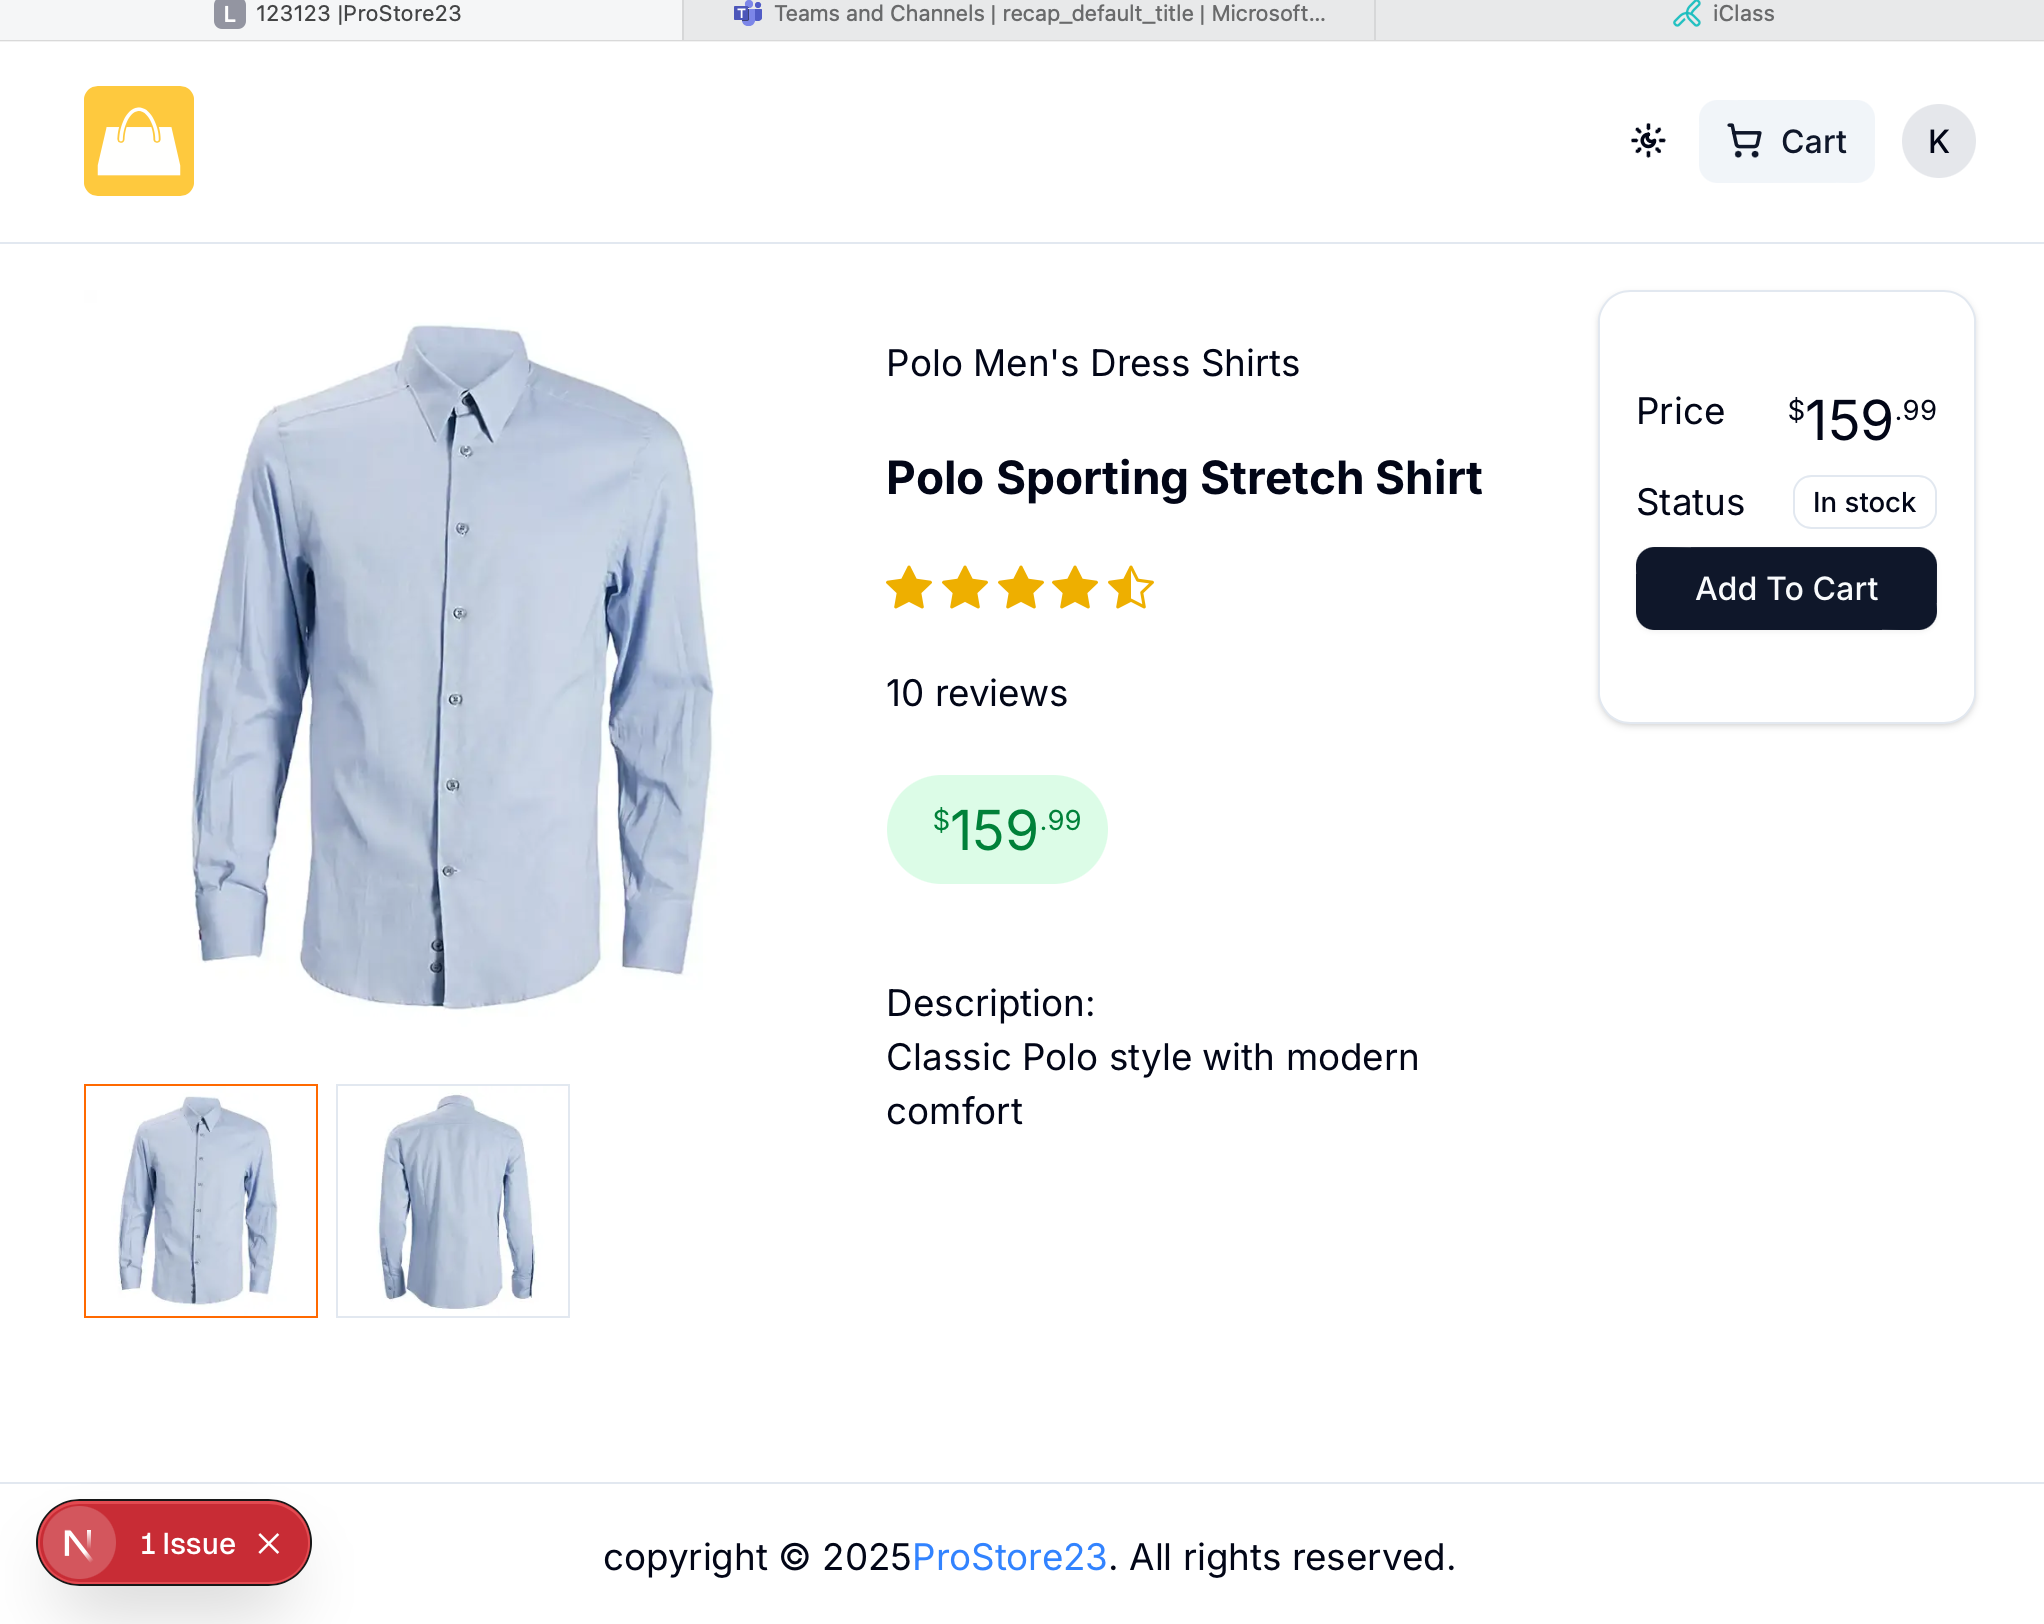 L 123123 |ProStore23
Teams and Channels | recap_default_title | Microsoft...
iClass
Cart
K
Polo Men's Dress Shirts
Polo Sporting Stretch Shirt
10 reviews
$159.99
Description:
Classic Polo style with modern
comfort
Price $159.99
Status In stock
Add To Cart
N 1 Issue
copyright © 2025ProStore23. All rights reserved.